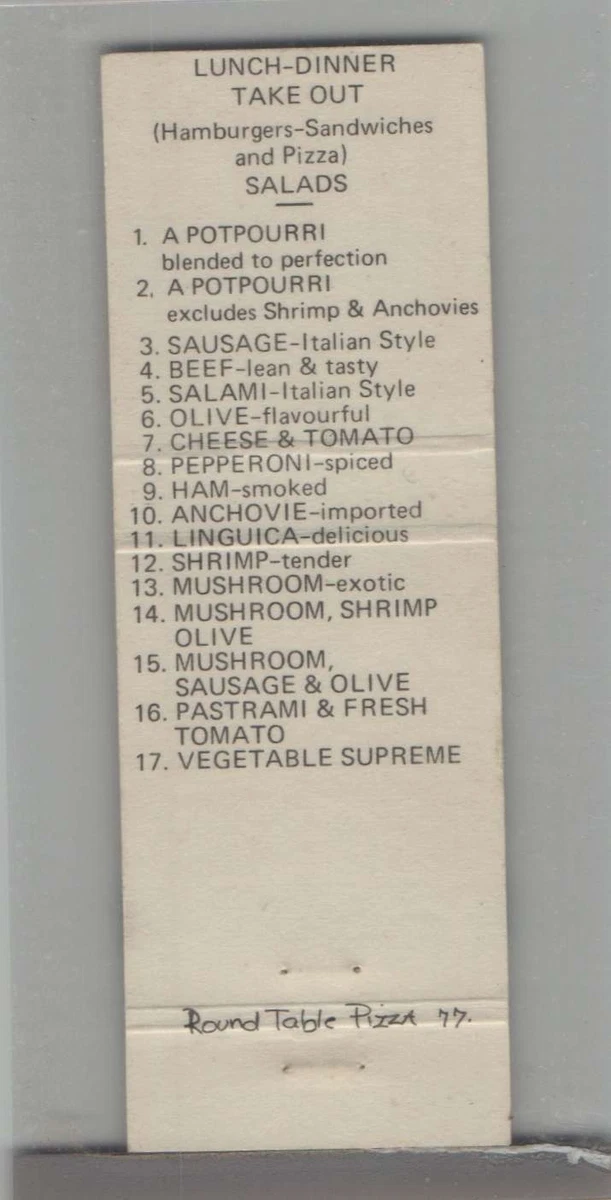 LUNCH-DINNER
TAKE OUT
(Hamburgers-Sandwiches
and Pizza)
SALADS
1. A POTPOURRI
blended to perfection
2. A POTPOURRI
excludes Shrimp & Anchovies
3. SAUSAGE-Italian Style
4. BEEF-lean & tasty
5. SALAMI-Italian Style
6. OLIVE-flavourful
7. CHEESE & TOMATO
8. PEPPERONI-spiced
9. HAM-smoked
10. ANCHOVIE-imported
11. LINGUICA-delicious
12. SHRIMP-tender
13. MUSHROOM-exotic
14. MUSHROOM, SHRIMP
OLIVE
15. MUSHROOM,
SAUSAGE & OLIVE
16. PASTRAMI & FRESH
TOMATO
17. VEGETABLE SUPREME
Round Table Pizza 77.